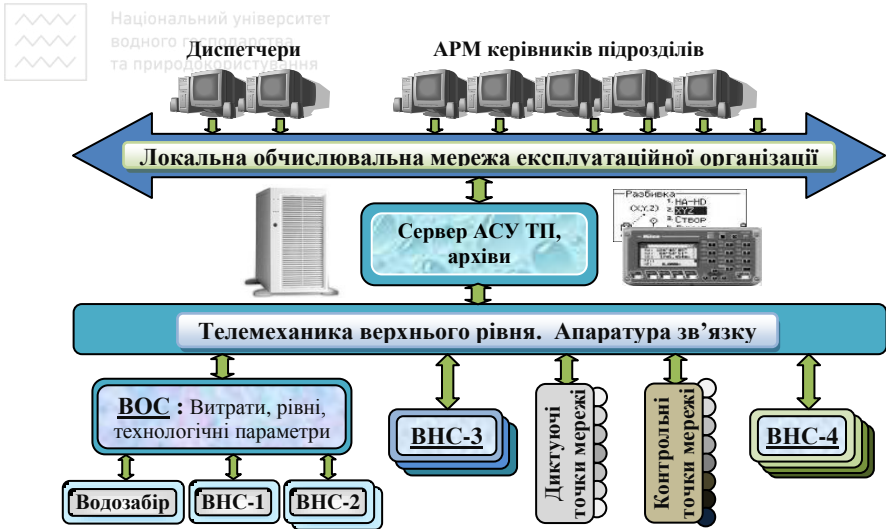 Національний університет
водного господарства
та природокористування
Диспетчери
АРМ керівників підрозділів
Локальна обчислювальна мережа експлуатаційної організації
Разбивка
1. HA-HD
2. XYZ
3. Створ
Сервер АСУ ТП,
архіви
Телемеханика верхнього рівня. Апаратура зв’язку
ВОС : Витрати, рівні,
технологічні параметри
ВНС-3
Диктуючі
точки мережі
Контрольні
точки мережі
ВНС-4
Водозабір
ВНС-1
ВНС-2